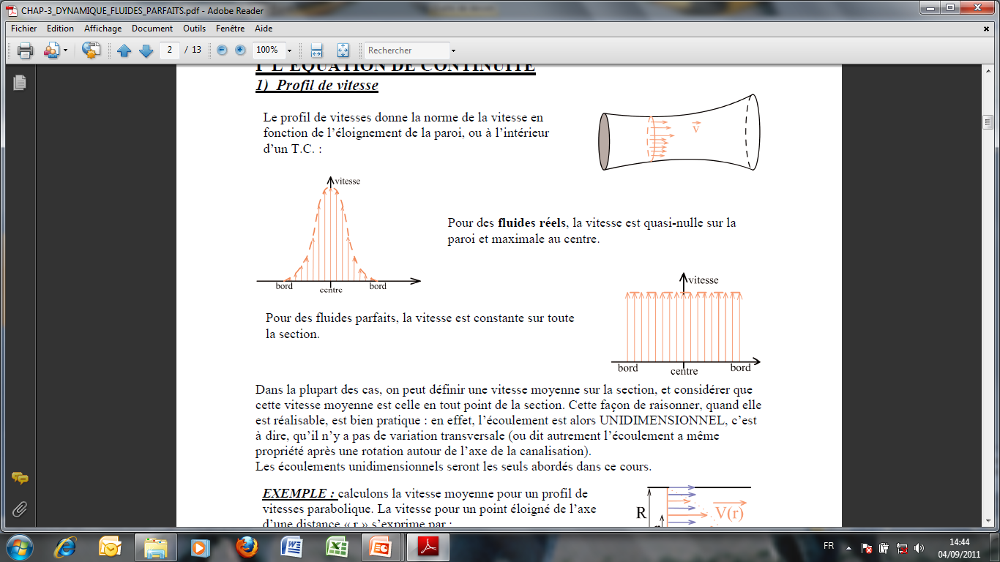 CHAP-3_DYNAMIQUE_FLUIDES_PARFAITS.pdf - Adobe Reader
Fichier Edition Affichage Document Outils Fenêtre Aide
2 / 13 100% Rechercher
I L'EQUATION DE CONTINUITE
1) Profil de vitesse
Le profil de vitesses donne la norme de la vitesse en
fonction de l'éloignement de la paroi, ou à l'intérieur
d'un T.C. :
v
vitesse
bord centre bord
Pour des fluides réels, la vitesse est quasi-nulle sur la
paroi et maximale au centre.
vitesse
bord centre bord
Pour des fluides parfaits, la vitesse est constante sur toute
la section.
Dans la plupart des cas, on peut définir une vitesse moyenne sur la section, et considérer que
cette vitesse moyenne est celle en tout point de la section. Cette façon de raisonner, quand elle
est réalisable, est bien pratique : en effet, l'écoulement est alors UNIDIMENSIONNEL, c'est
à dire, qu'il n'y a pas de variation transversale (ou dit autrement l'écoulement a même
propriété après une rotation autour de l'axe de la canalisation).
Les écoulements unidimensionnels seront les seuls abordés dans ce cours.
EXEMPLE : calculons la vitesse moyenne pour un profil de
vitesses parabolique. La vitesse pour un point éloigné de l'axe
d'une distance « r » s'exprime par :
R V(r)
FR 14:44
04/09/2011